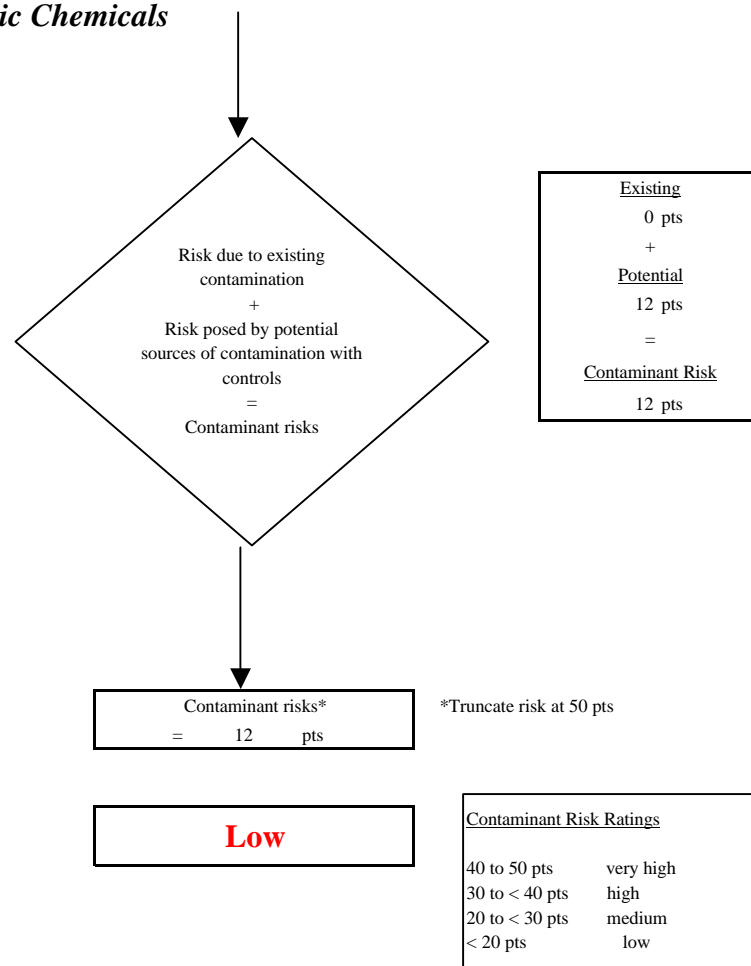 ic Chemicals
Risk due to existing
contamination
+
Risk posed by potential
sources of contamination with
controls
=
Contaminant risks
Existing
0 pts
+
Potential
12 pts
=
Contaminant Risk
12 pts
Contaminant risks*
= 12 pts
*Truncate risk at 50 pts
Low
Contaminant Risk Ratings
40 to 50 pts very high
30 to < 40 pts high
20 to < 30 pts medium
< 20 pts low